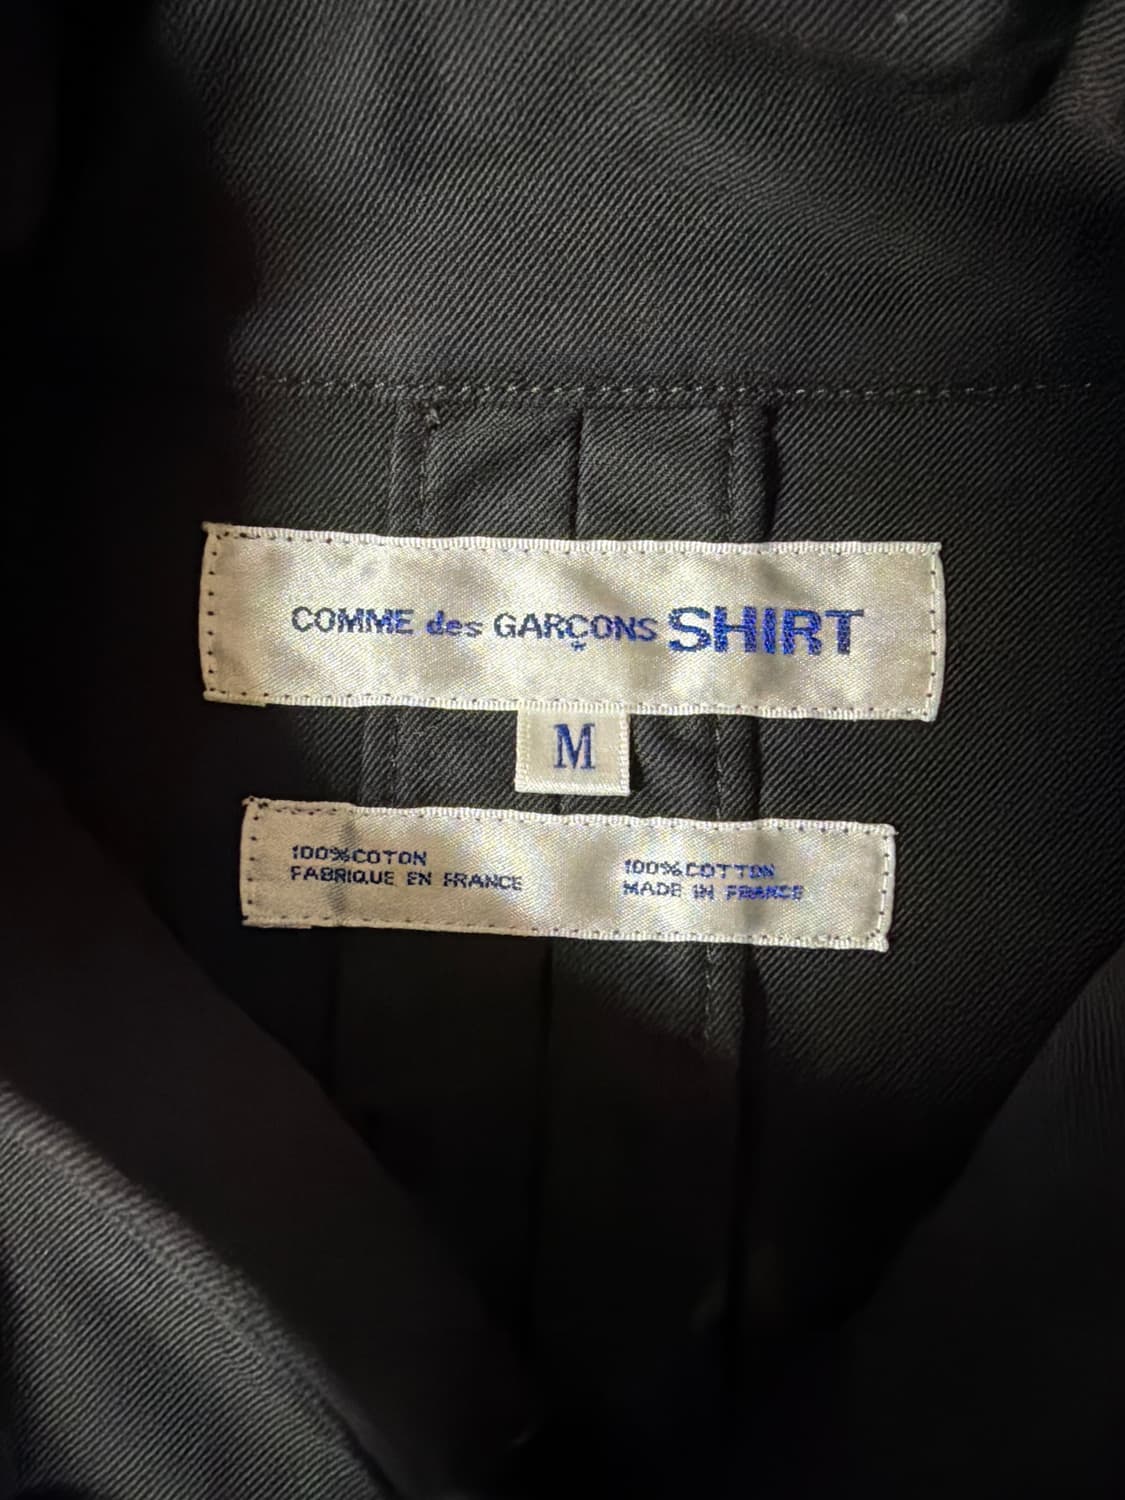 COMME des GARÇONS SHIRT
M
100%COTON
FABRIQUE EN FRANCE
100%COTTON
MADE IN FRANCE